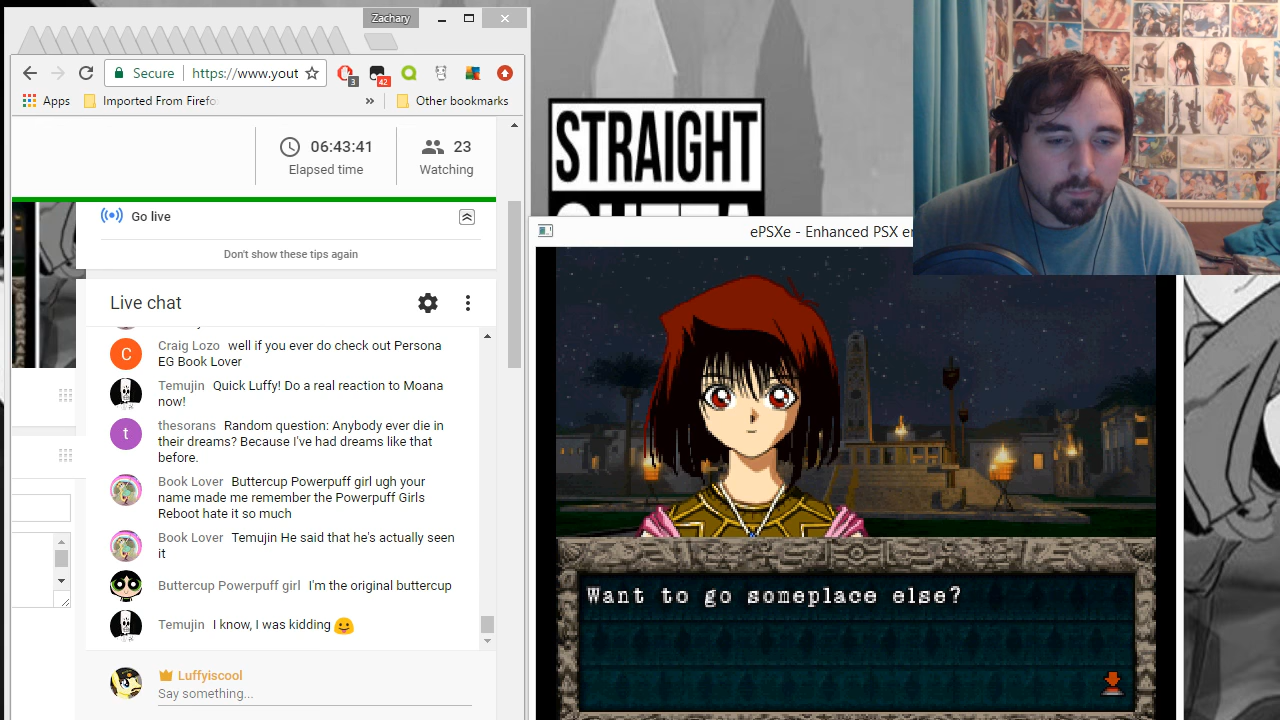 Zachary
Secure
https://www.yout
3
42
Apps
Imported From Firefo
»
Other bookmarks
06:43:41
Elapsed time
23
Watching
Go live
Don't show these tips again
Live chat
Craig Lozo well if you ever do check out Persona
EG Book Lover
Temujin Quick Luffy! Do a real reaction to Moana
now!
thesorans Random question: Anybody ever die in
their dreams? Because I've had dreams like that
before.
Book Lover Buttercup Powerpuff girl ugh your
name made me remember the Powerpuff Girls
Reboot hate it so much
Book Lover Temujin He said that he's actually seen
it
Buttercup Powerpuff girl I'm the original buttercup
Temujin I know, I was kidding
Luffyiscool
Say something...
C
t
STRAIGHT
OUTTA
ePSXe - Enhanced PSX en
Want to go someplace else?